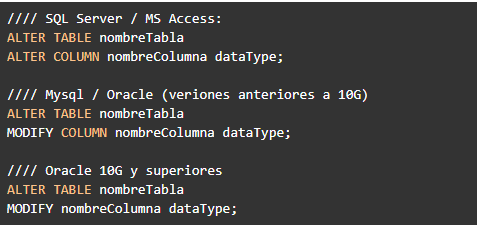 //// SQL Server / MS Access:
ALTER TABLE nombreTabla
ALTER COLUMN nombreColumna dataType;
//// Mysql / Oracle (veriones anteriores a 10G)
ALTER TABLE nombreTabla
MODIFY COLUMN nombreColumna dataType;
//// Oracle 10G y superiores
ALTER TABLE nombreTabla
MODIFY nombreColumna dataType;